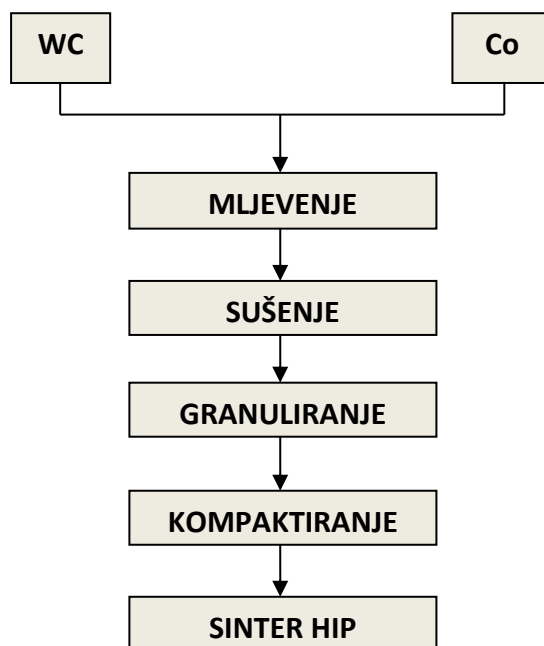 WC
Co
MLJEVENJE
SUŠENJE
GRANULIRANJE
KOMPAKTIRANJE
SINTER HIP